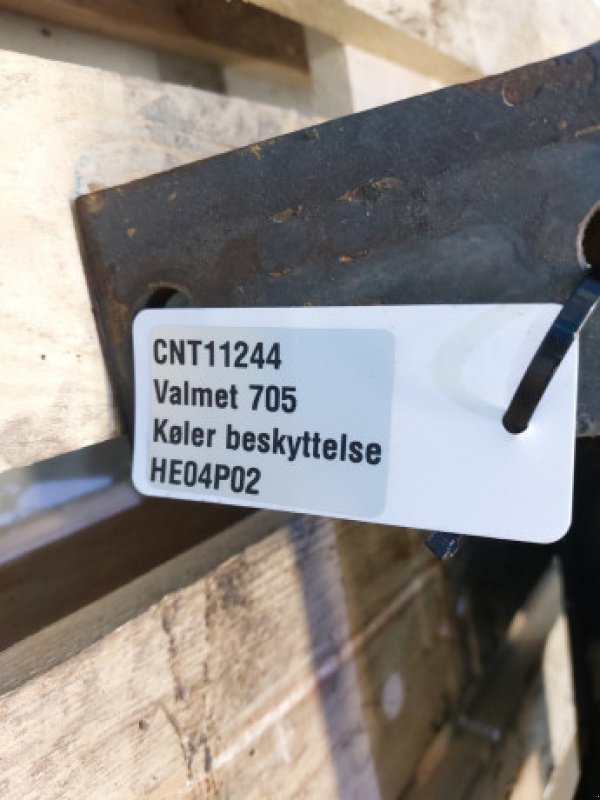 CNT11244
Valmet 705
Køler beskyttelse
HE04P02